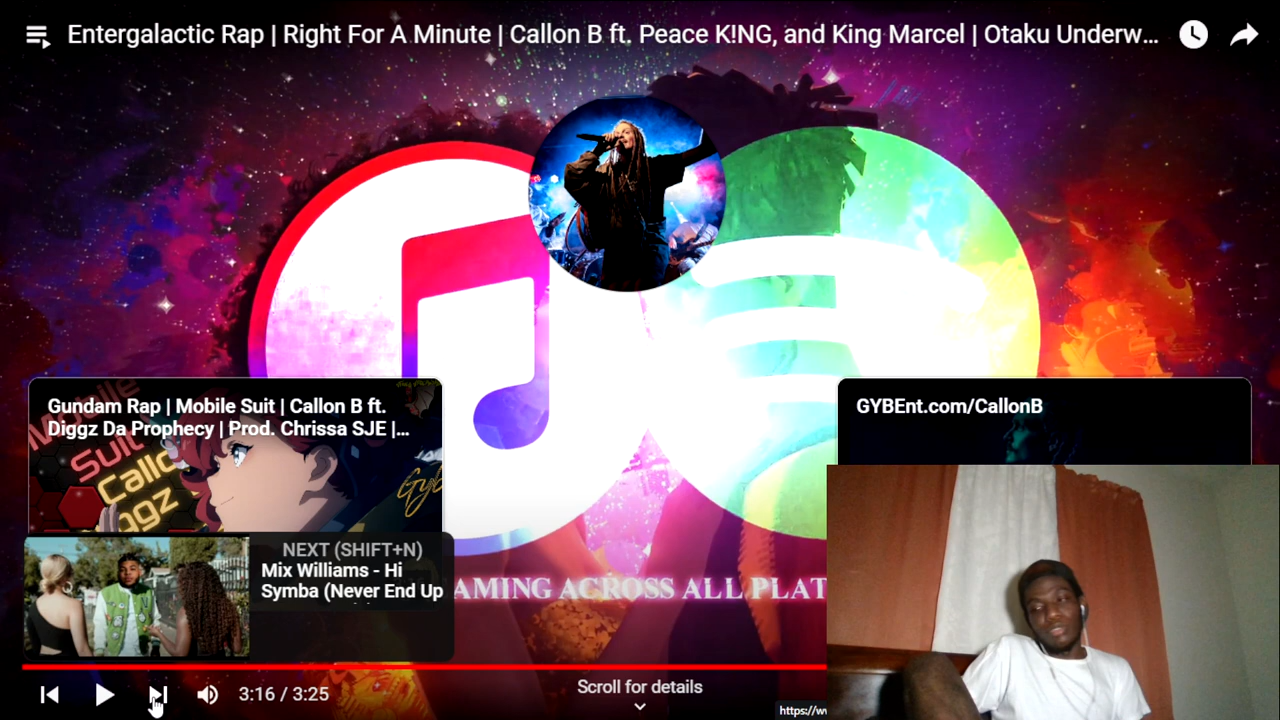 Entergalactic Rap | Right For A Minute | Callon B ft. Peace K!NG, and King Marcel | Otaku Underw...
Gundam Rap | Mobile Suit | Callon B ft.
Diggz Da Prophecy | Prod. Chrissa SJE |...
Mobile
Suit
GYBEnt.com/CallonB
NEXT (SHIFT+N)
Mix Williams - Hi
Symba (Never End Up
AMING ACROSS ALL PLAT
3:16 / 3:25
Scroll for details